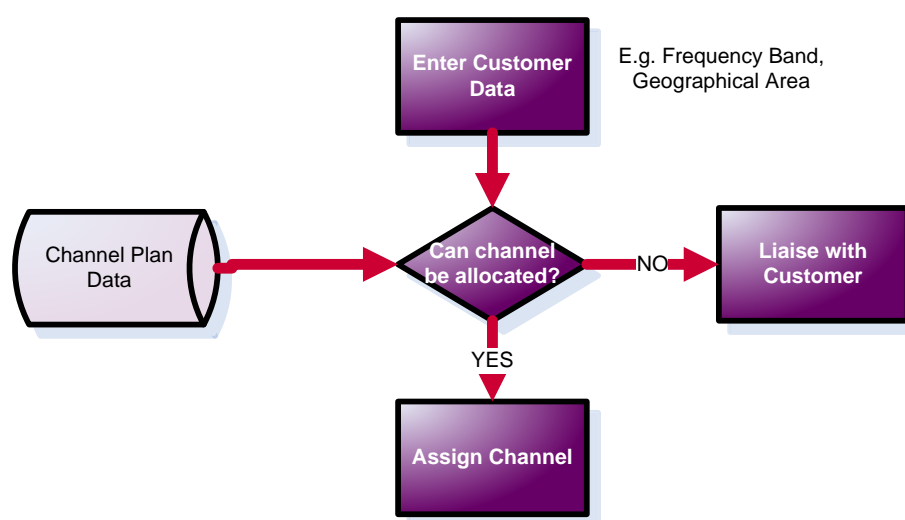 Enter Customer
Data
E.g. Frequency Band,
Geographical Area
Channel Plan
Data
Can channel
be allocated?
NO
Liaise with
Customer
YES
Assign Channel